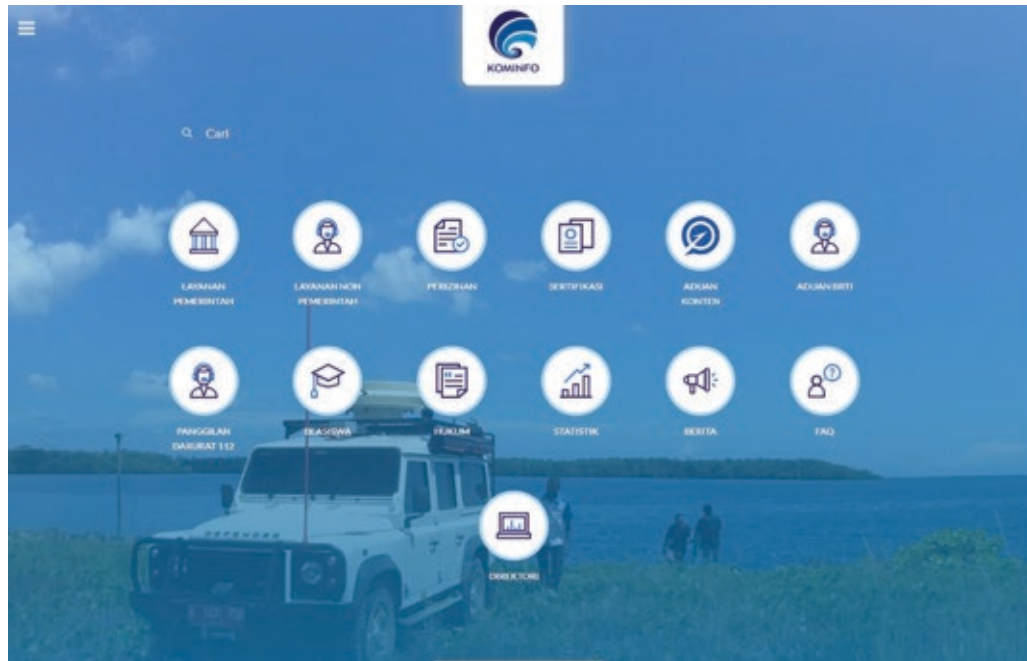 KOMINFO
Cari
LAYANAN
PEMERINTAH
LAYANAN NON
PEMERINTAH
PERIZINAN
SERTIFIKASI
ADUAN
KONTEN
ADUAN BRTI
PANGGILAN
DARURAT 112
BEASISWA
HUKUM
STATISTIK
BERITA
FAQ
DIREKTORI
DEFENDER